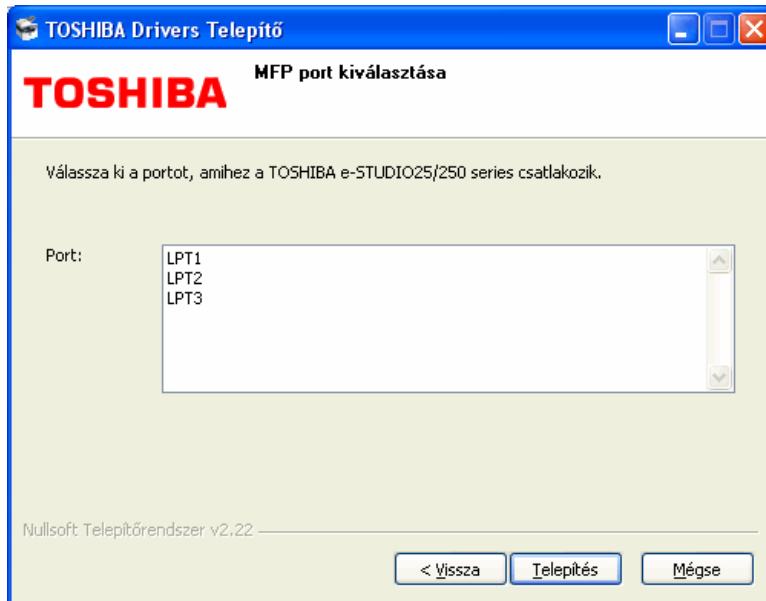 TOSHIBA Drivers Telepítő
TOSHIBA
MFP port kiválasztása
Válassza ki a portot, amihez a TOSHIBA e-STUDIO25/250 series csatlakozik.
Port:
LPT1
LPT2
LPT3
Nullsoft Telepítőrendszer v2.22
< Vissza
Telepítés
Mégse